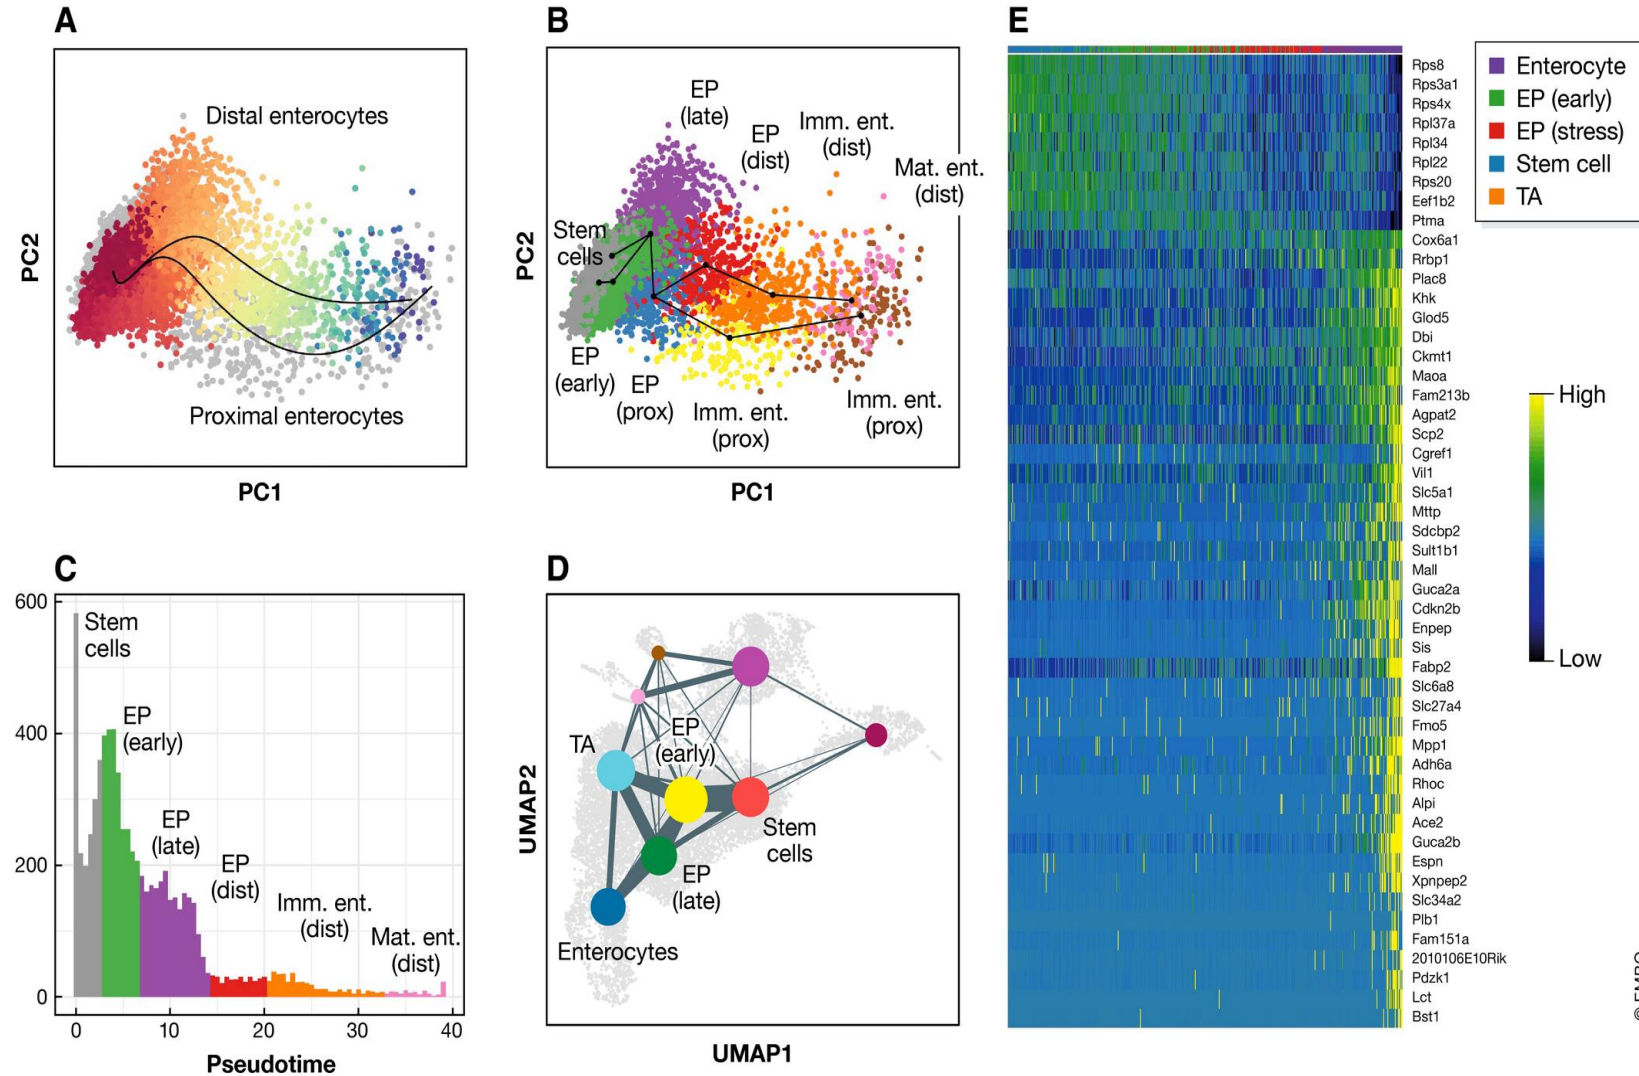 A
Distal enterocytes
Proximal enterocytes
PC2
PC1
B
EP
(late)
EP
(dist)
Imm. ent.
(dist)
Mat. ent.
(dist)
Stem
cells
EP
(early)
EP
(prox)
Imm. ent.
(prox)
Imm. ent.
(prox)
PC2
PC1
C
600
400
200
0
Stem
cells
EP
(early)
EP
(late)
EP
(dist)
Imm. ent.
(dist)
Mat. ent.
(dist)
0
10
20
30
40
Pseudotime
D
TA
EP
(early)
Stem
cells
EP
(late)
Enterocytes
UMAP2
UMAP1
E
Rps8
Rps3a1
Rps4x
Rpl37a
Rpl34
Rpl22
Rps20
Eef1b2
Ptma
Cox6a1
Rrbp1
Plac8
Khk
Glod5
Dbi
Ckmt1
Maoa
Fam213b
Agpat2
Scp2
Cgref1
Vil1
Slc5a1
Mttp
Sdcbp2
Sult1b1
Mall
Guca2a
Cdkn2b
Enpep
Sis
Fabp2
Slc6a8
Slc27a4
Fmo5
Mpp1
Adh6a
Rhoc
Alpi
Ace2
Guca2b
Espn
Xpnpep2
Slc34a2
Plb1
Fam151a
2010106E10Rik
Pdzk1
Lct
Bst1
Enterocyte
EP (early)
EP (stress)
Stem cell
TA
High
Low
© EMBO